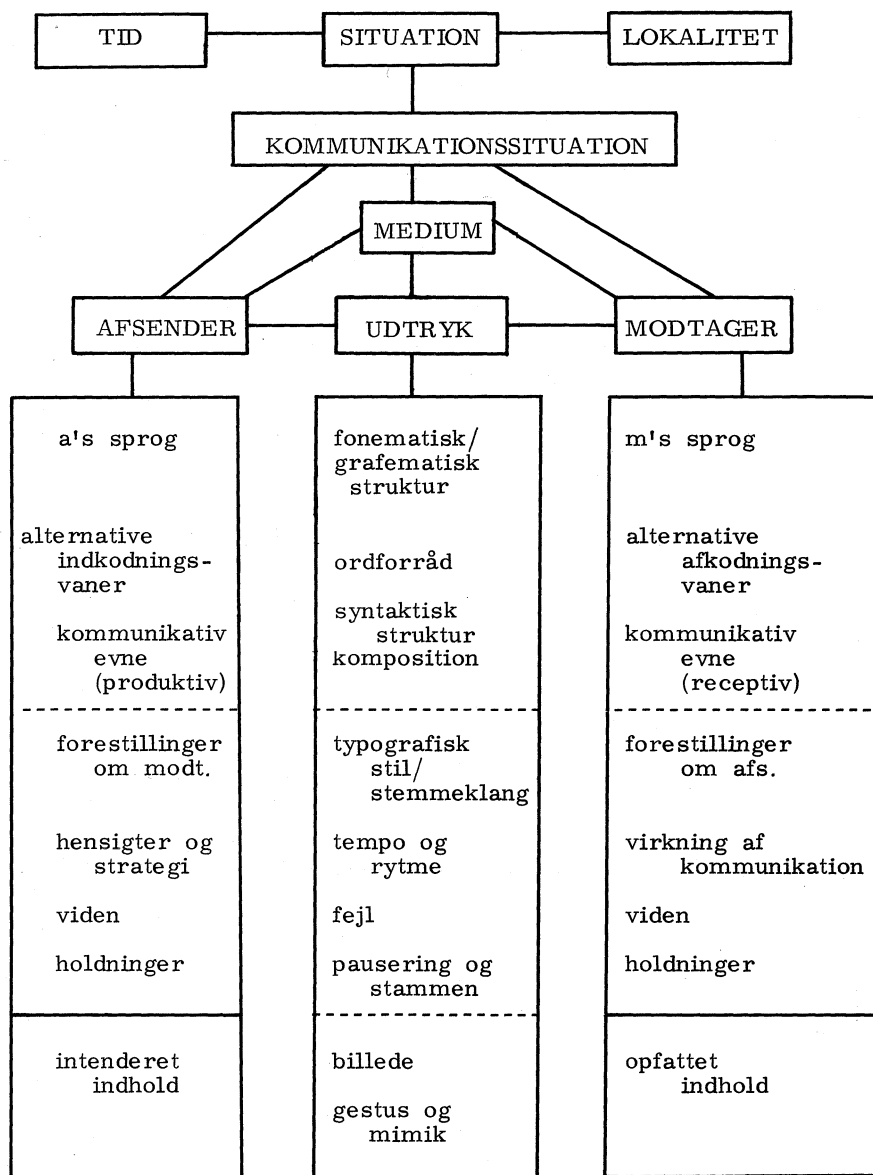 TID
SITUATION
LOKALITET
KOMMUNIKATIONSSITUATION
MEDIUM
AFSENDER
UDTRYK
MODTAGER
a's sprog
alternative
indkodnings-
vaner
kommunikativ
evne
(produktiv)
forestillinger
om modt.
hensigter og
strategi
viden
holdninger
intenderet
indhold
fonematisk/
grafematisk
struktur
ordforråd
syntaktisk
struktur
komposition
typografisk
stil/
stemmeklang
tempo og
rytme
fejl
pausering og
stammen
billede
gestus og
mimik
m's sprog
alternative
afkodnings-
vaner
kommunikativ
evne
(receptiv)
forestillinger
om afs.
virkning af
kommunikation
viden
holdninger
opfattet
indhold